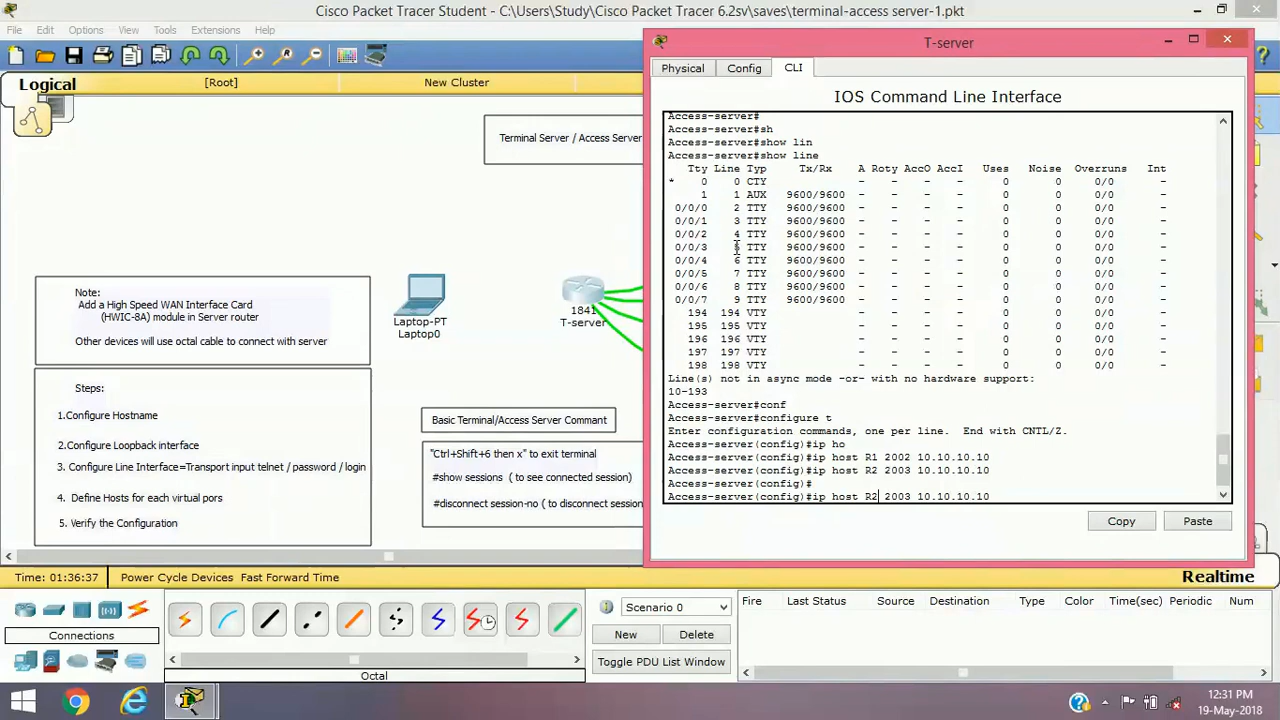 Cisco Packet Tracer Student - C:\Users\Study\Cisco Packet Tracer 6.2sv\saves\terminal-access server-1.pkt
File Edit Options View Tools Extensions Help
Logical [Root] New Cluster
Terminal Server / Access Server
Note:
Add a High Speed WAN Interface Card
(HWIC-8A) module in Server router
Other devices will use octal cable to connect with server
Laptop-PT
Laptop0
1841
T-server
Steps:
1.Configure Hostname
2.Configure Loopback interface
3. Configure Line Interface=Transport input telnet / password / login
4. Define Hosts for each virtual pors
5. Verify the Configuration
Basic Terminal/Access Server Commant
"Ctrl+Shift+6 then x" to exit terminal
#show sessions ( to see connected session)
#disconnect session-no ( to disconnect
T-server
Physical Config CLI
IOS Command Line Interface
Access-server#
Access-server#sh
Access-server#show lin
Access-server#show line
Tty Line Typ Tx/Rx A Roty AccO AccI Uses Noise Overruns Int
* 0 0 CTY - - - - - 0 0 0/0 -
1 1 AUX 9600/9600 - - - - 0 0 0/0 -
0/0/0 2 TTY 9600/9600 - - - - 0 0 0/0 -
0/0/1 3 TTY 9600/9600 - - - - 0 0 0/0 -
0/0/2 4 TTY 9600/9600 - - - - 0 0 0/0 -
0/0/3 5 TTY 9600/9600 - - - - 0 0 0/0 -
0/0/4 6 TTY 9600/9600 - - - - 0 0 0/0 -
0/0/5 7 TTY 9600/9600 - - - - 0 0 0/0 -
0/0/6 8 TTY 9600/9600 - - - - 0 0 0/0 -
0/0/7 9 TTY 9600/9600 - - - - 0 0 0/0 -
194 194 VTY - - - - 0 0 0/0 -
195 195 VTY - - - - 0 0 0/0 -
196 196 VTY - - - - 0 0 0/0 -
197 197 VTY - - - - 0 0 0/0 -
198 198 VTY - - - - 0 0 0/0 -
Line(s) not in async mode -or- with no hardware support:
10-193
Access-server#conf
Access-server#configure t
Enter configuration commands, one per line. End with CNTL/Z.
Access-server(config)#ip ho
Access-server(config)#ip host R1 2002 10.10.10.10
Access-server(config)#ip host R2 2003 10.10.10.10
Access-server(config)#
Access-server(config)#ip host R2 2003 10.10.10.10
Copy Paste
Time: 01:36:37 Power Cycle Devices Fast Forward Time Realtime
Connections
Octal
Scenario 0
New Delete
Toggle PDU List Window
Fire Last Status Source Destination Type Color Time(sec) Periodic Num
12:31 PM
19-May-2018